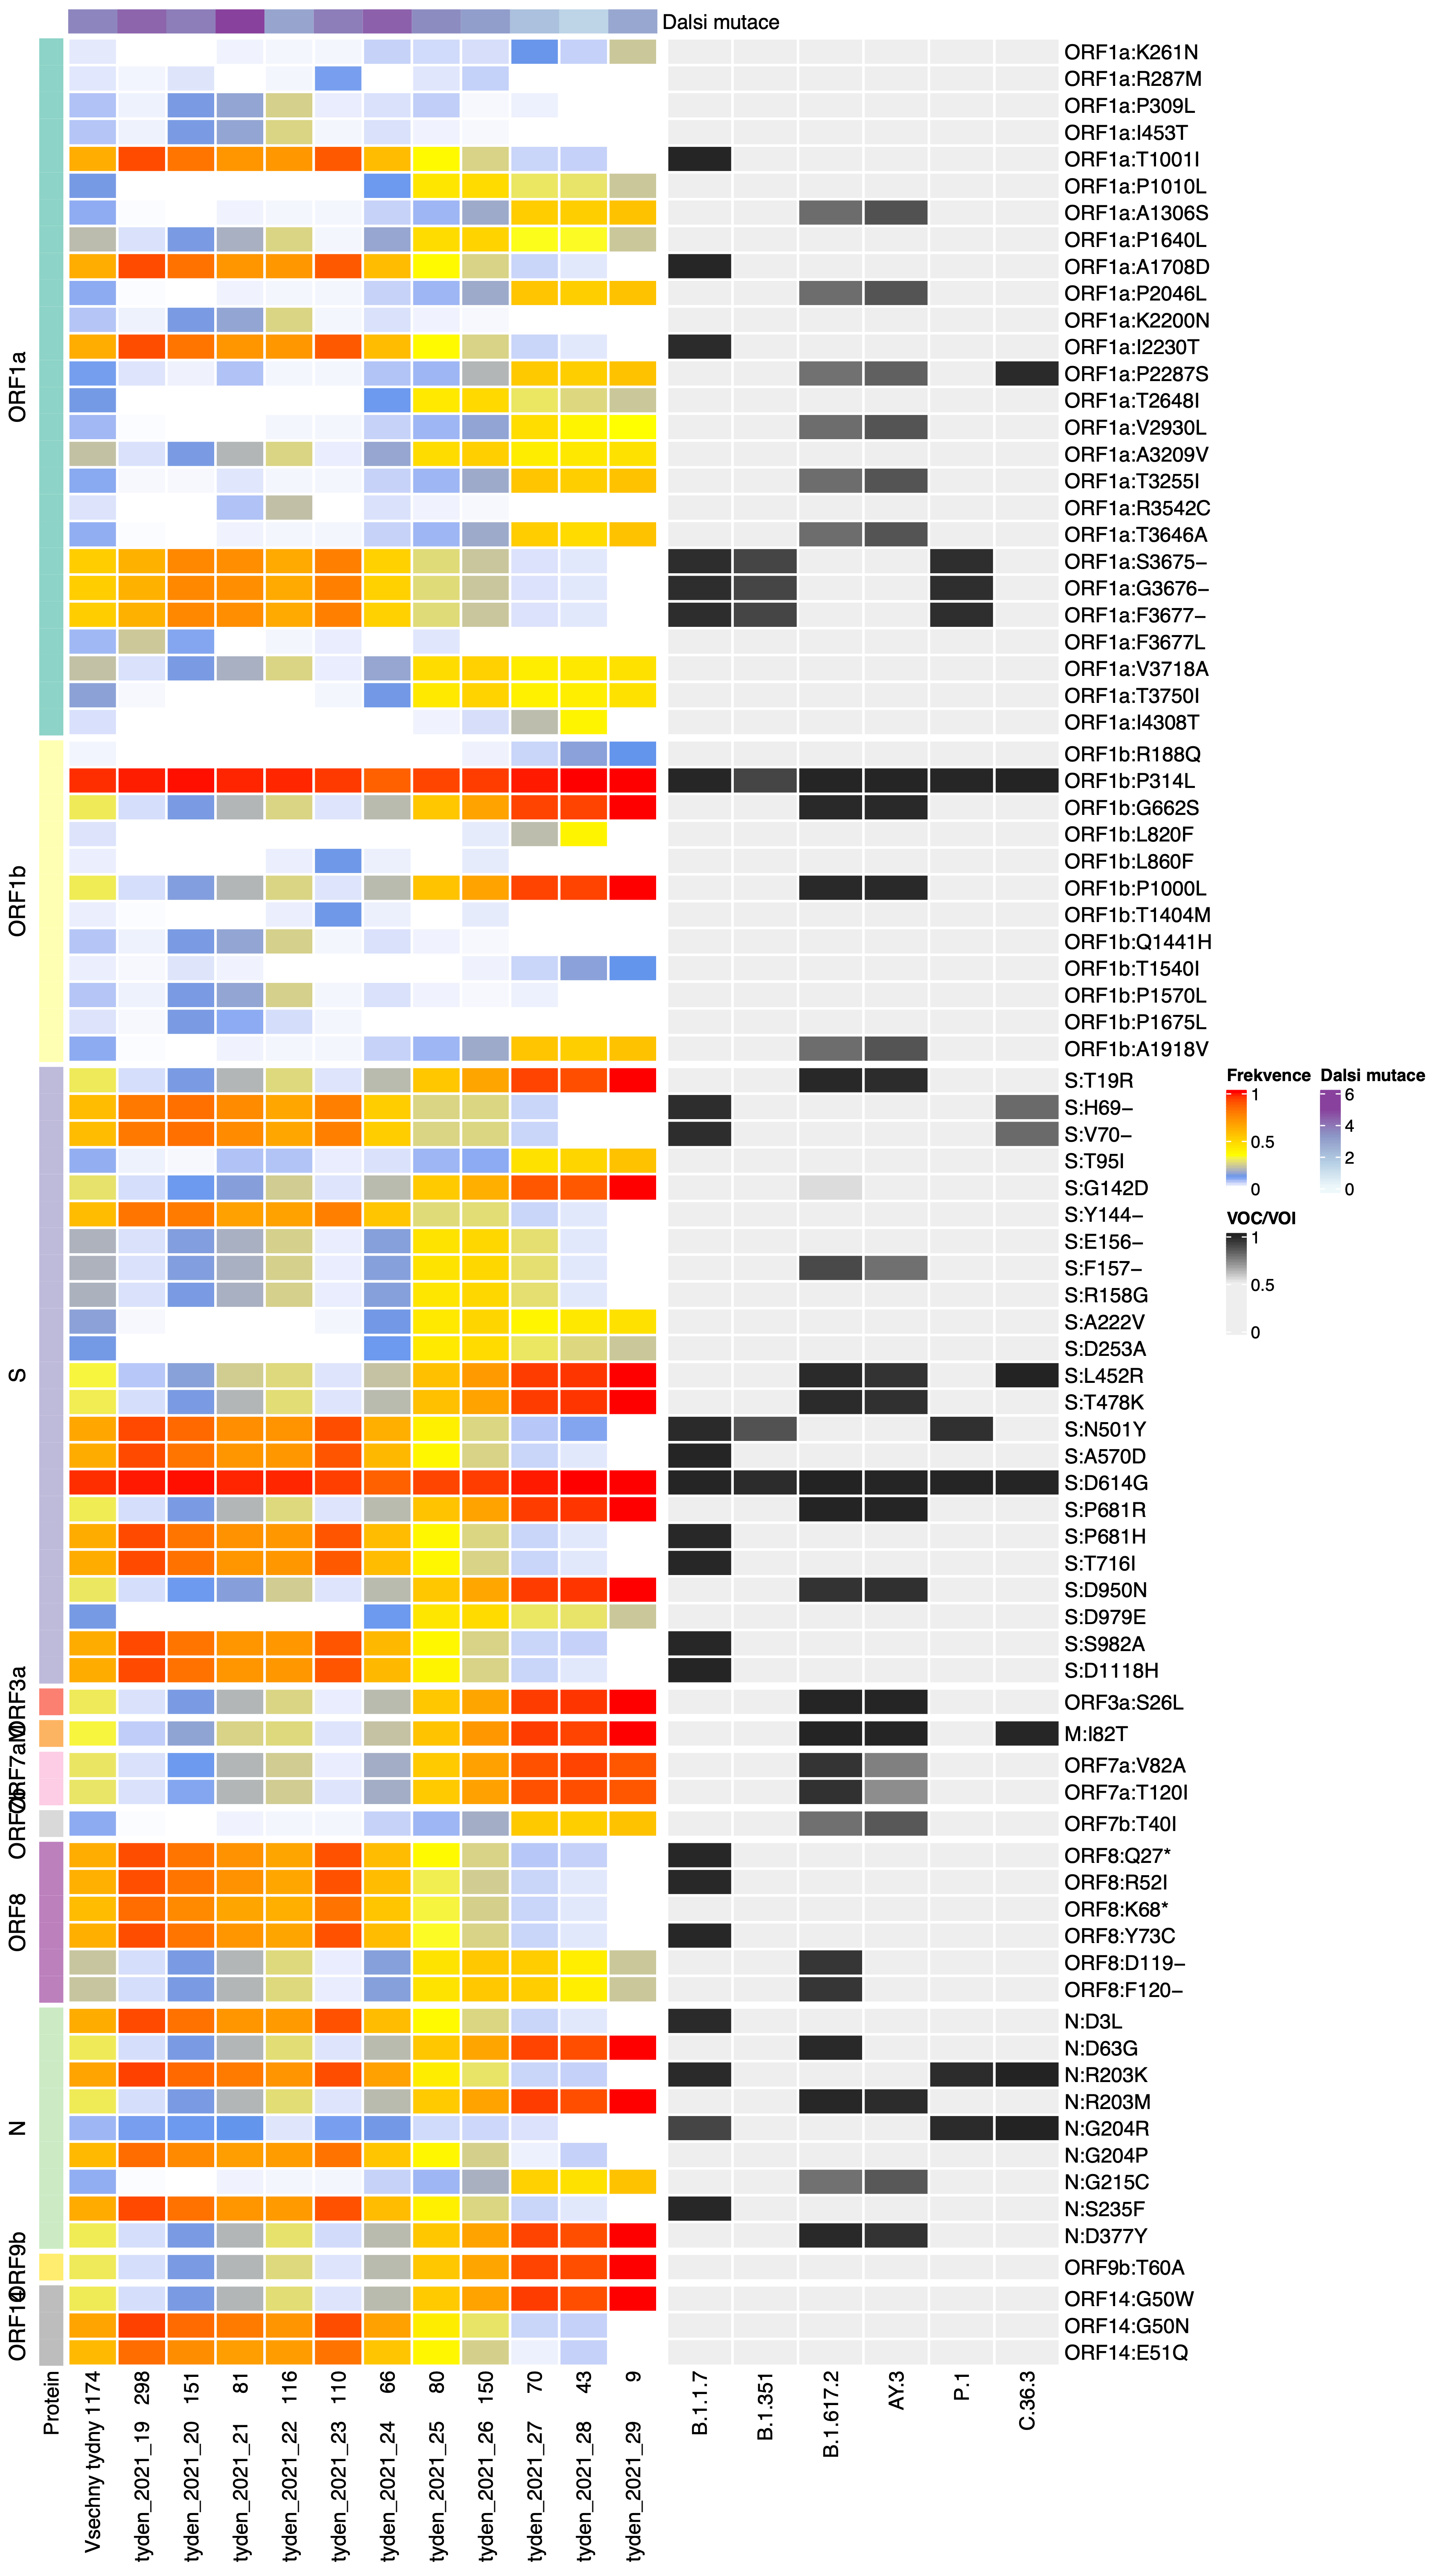 Dalsi mutace
ORF1a:K261N
ORF1a:R287M
ORF1a:P309L
ORF1a:I453T
ORF1a:T1001I
ORF1a:P1010L
ORF1a:A1306S
ORF1a:P1640L
ORF1a:A1708D
ORF1a:P2046L
ORF1a:K2200N
ORF1a:I2230T
ORF1a:P2287S
ORF1a:T2648I
ORF1a:V2930L
ORF1a:A3209V
ORF1a:T3255I
ORF1a:R3542C
ORF1a:T3646A
ORF1a:S3675−
ORF1a:G3676−
ORF1a:F3677−
ORF1a:F3677L
ORF1a:V3718A
ORF1a:T3750I
ORF1a:I4308T
ORF1a
ORF1b:R188Q
ORF1b:P314L
ORF1b:G662S
ORF1b:L820F
ORF1b:L860F
ORF1b:P1000L
ORF1b:T1404M
ORF1b:Q1441H
ORF1b:T1540I
ORF1b:P1570L
ORF1b:P1675L
ORF1b:A1918V
ORF1b
S:T19R
S:H69−
S:V70−
S:T95I
S:G142D
S:Y144−
S:E156−
S:F157−
S:R158G
S:A222V
S:D253A
S:L452R
S:T478K
S:N501Y
S:A570D
S:D614G
S:P681R
S:P681H
S:T716I
S:D950N
S:D979E
S:S982A
S:D1118H
S
ORF3a:S26L
ORF3a
M:I82T
M
ORF7a:V82A
ORF7a:T120I
ORF7a
ORF7b:T40I
ORF7b
ORF8:Q27*
ORF8:R52I
ORF8:K68*
ORF8:Y73C
ORF8:D119−
ORF8:F120−
ORF8
N:D3L
N:D63G
N:R203K
N:R203M
N:G204R
N:G204P
N:G215C
N:S235F
N:D377Y
N
ORF9b:T60A
ORF9b
ORF14:G50W
ORF14:G50N
ORF14:E51Q
ORF14
Protein
Vsechny tydny 1174
tyden_2021_19 298
tyden_2021_20 151
tyden_2021_21 81
tyden_2021_22 116
tyden_2021_23 110
tyden_2021_24 66
tyden_2021_25 80
tyden_2021_26 150
tyden_2021_27 70
tyden_2021_28 43
tyden_2021_29 9
B.1.1.7
B.1.351
B.1.617.2
AY.3
P.1
C.36.3
Frekvence
1
0.5
0
Dalsi mutace
6
4
2
0
VOC/VOI
1
0.5
0